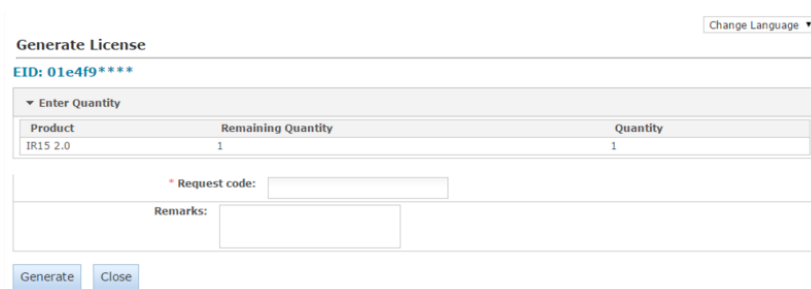 Change Language
Generate License
EID: 01e4f9****
Enter Quantity
Product Remaining Quantity Quantity
IR15 2.0 1 1
* Request code:
Remarks:
Generate Close